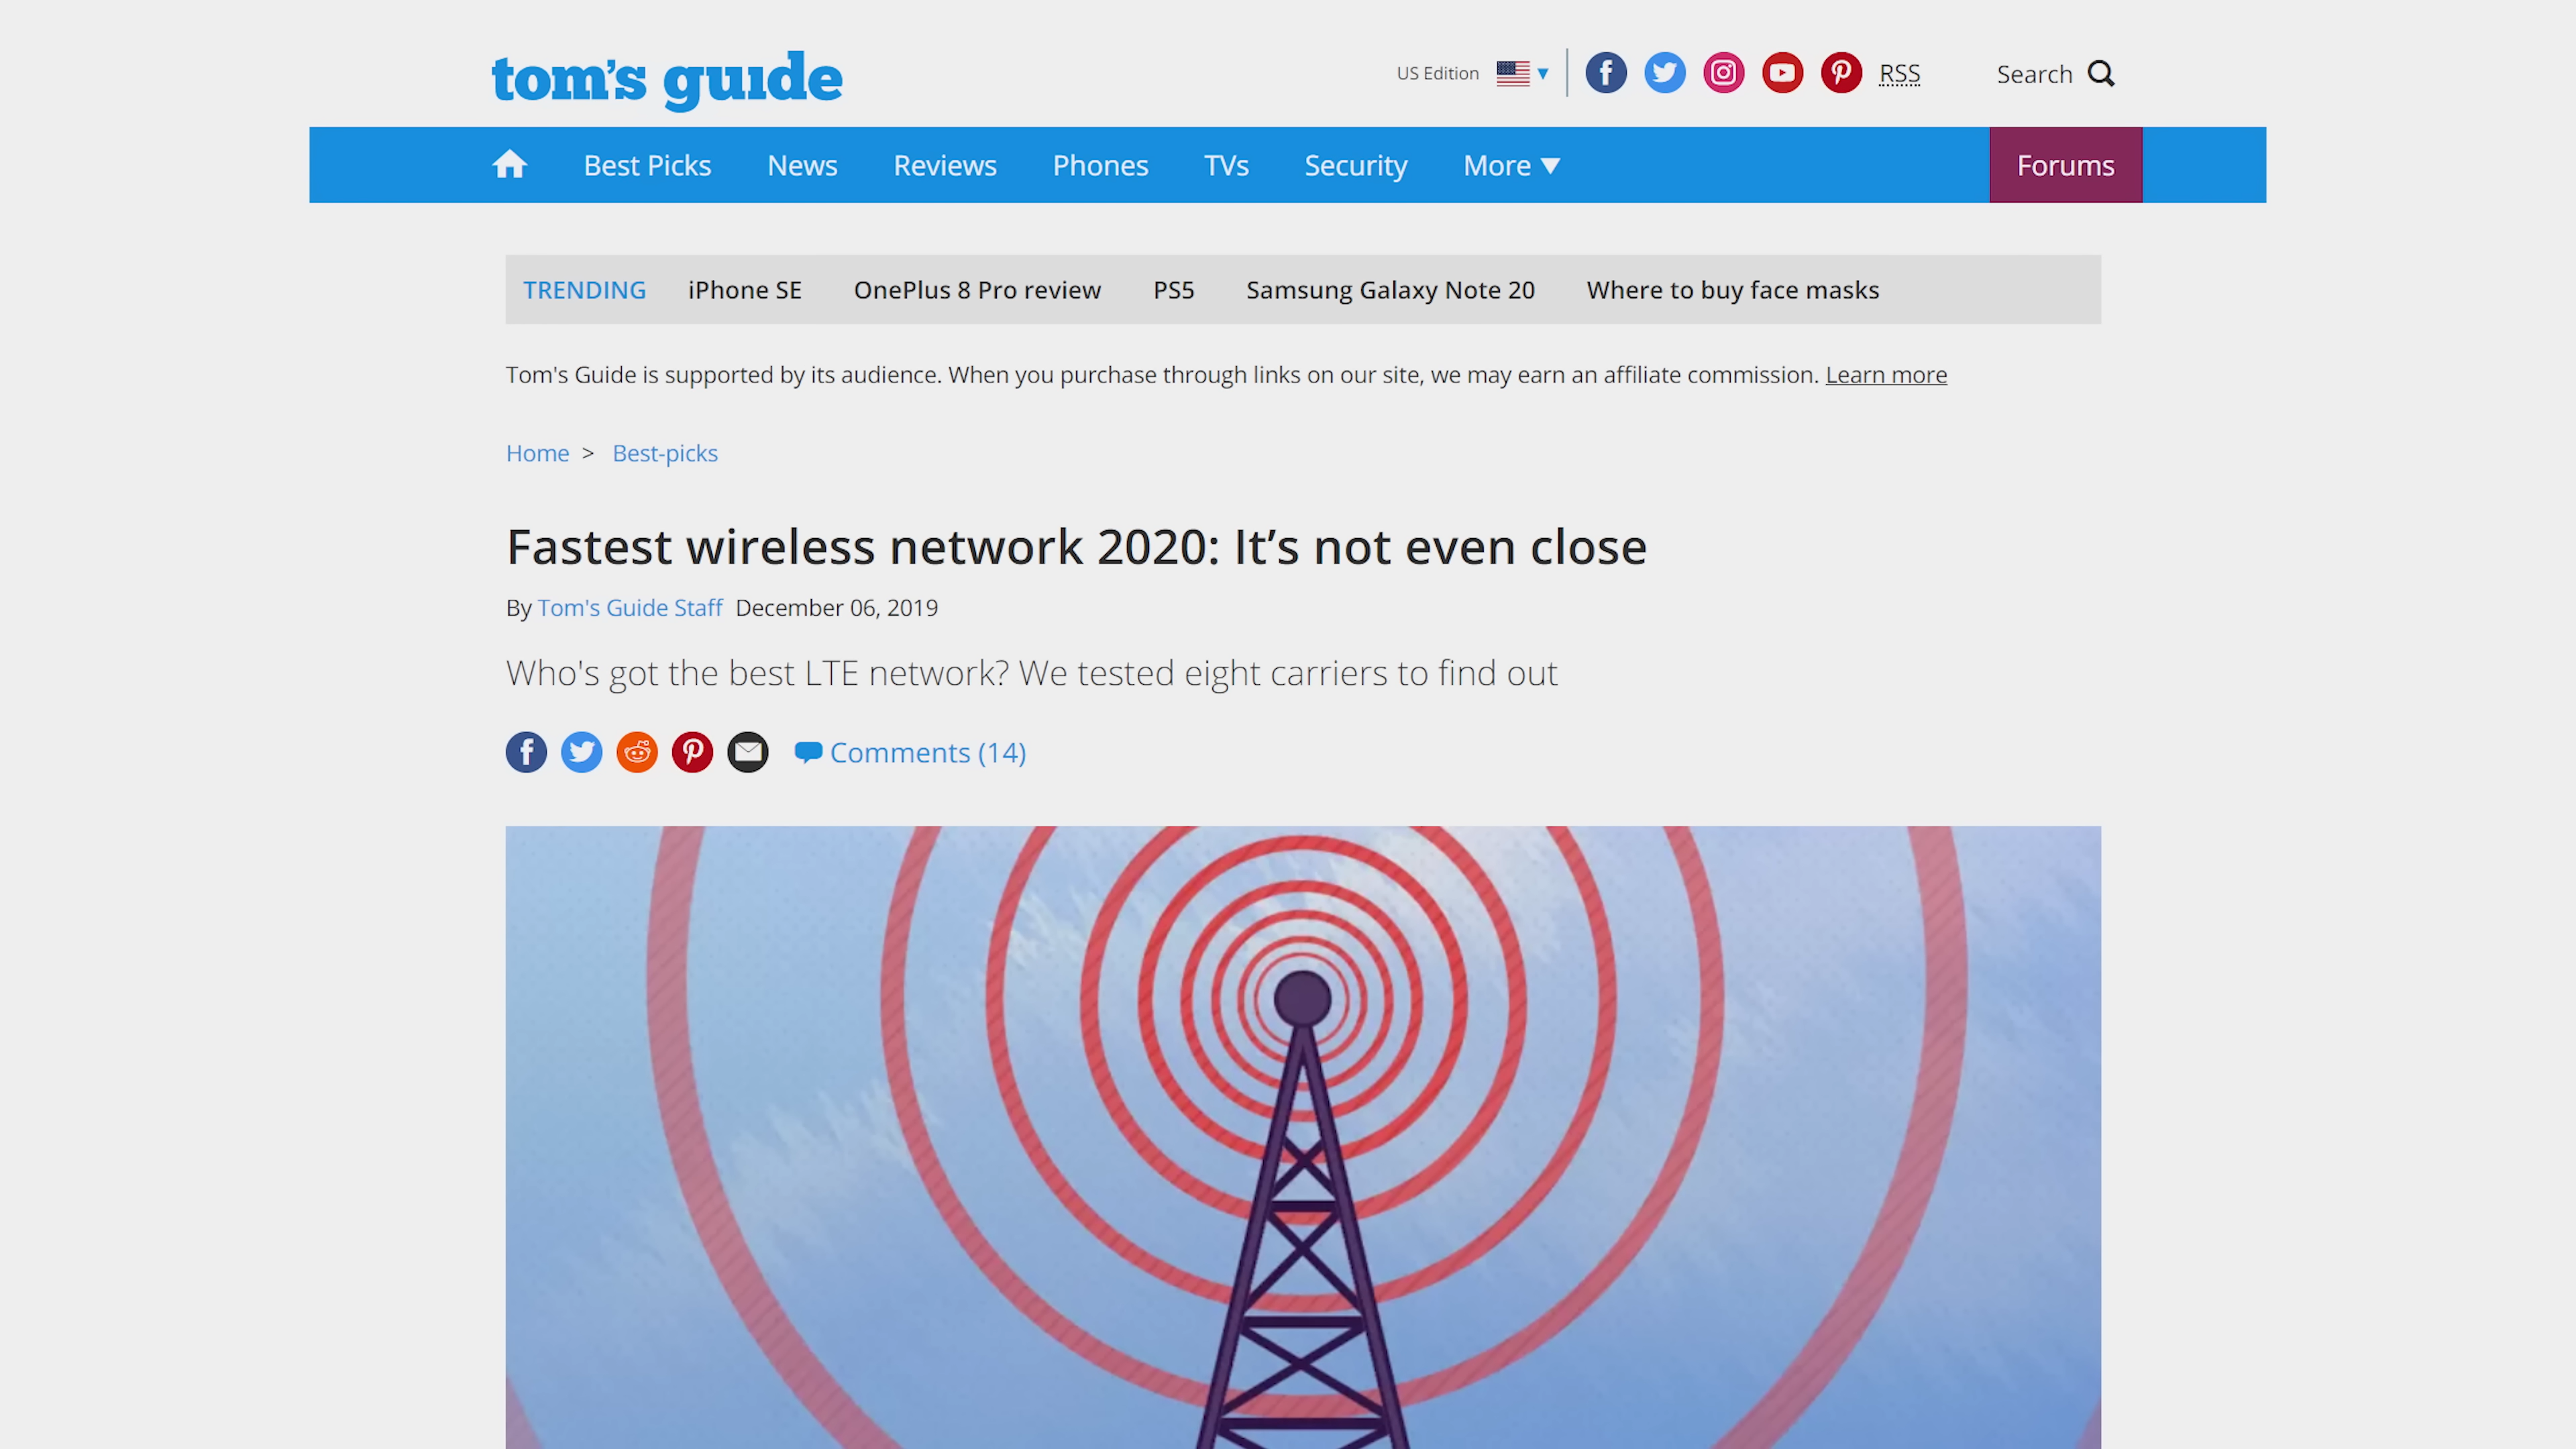 tom's guide
US Edition
RSS
Search
Best Picks
News
Reviews
Phones
TVs
Security
More
Forums
TRENDING
iPhone SE
OnePlus 8 Pro review
PS5
Samsung Galaxy Note 20
Where to buy face masks
Tom's Guide is supported by its audience. When you purchase through links on our site, we may earn an affiliate commission. Learn more
Home > Best-picks
Fastest wireless network 2020: It’s not even close
By Tom's Guide Staff December 06, 2019
Who's got the best LTE network? We tested eight carriers to find out
Comments (14)